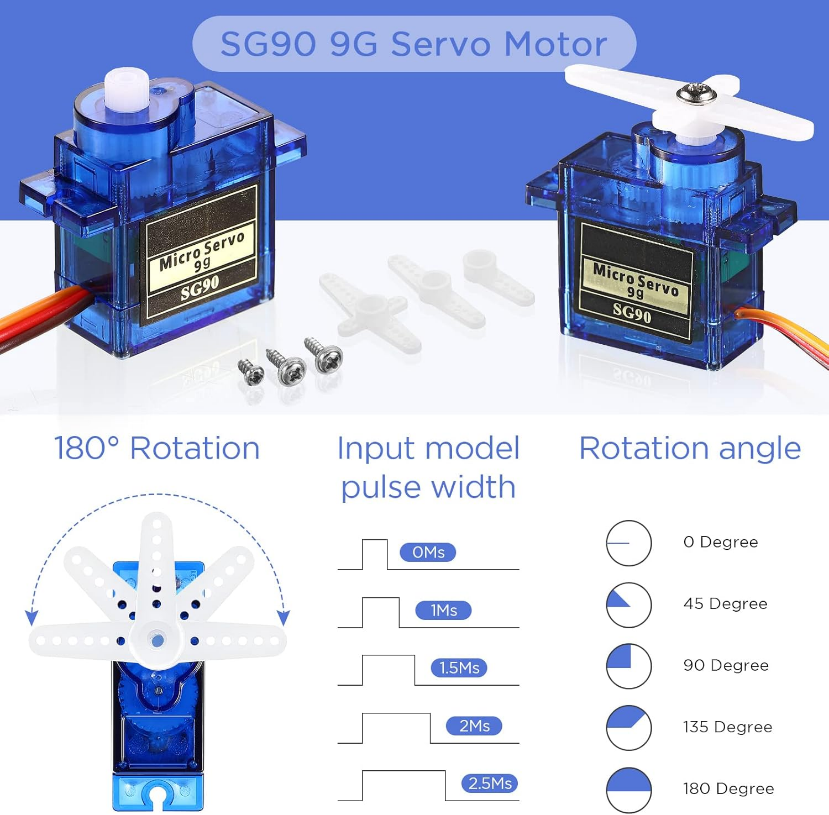 SG90 9G Servo Motor
Micro Servo
9g
SG90
Micro Servo
9g
SG90
180° Rotation
Input model
pulse width
Rotation angle
0Ms
0 Degree
1Ms
45 Degree
1.5Ms
90 Degree
2Ms
135 Degree
2.5Ms
180 Degree